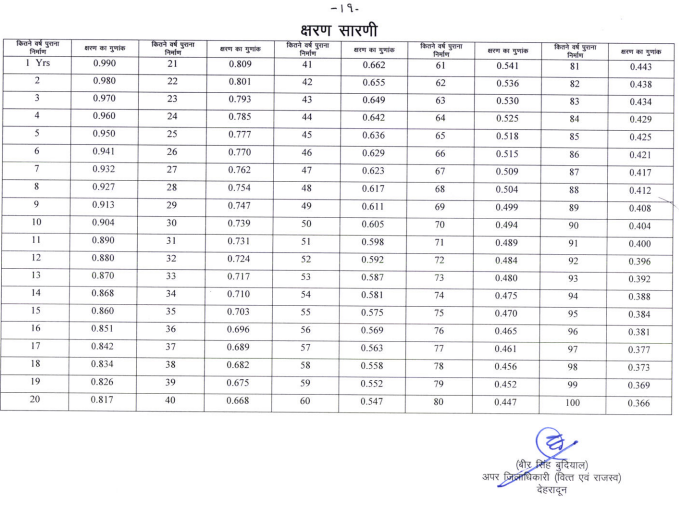 –19-
क्षरण सारणी
कितने वर्ष पुराना निर्माण क्षरण का गुणांक कितने वर्ष पुराना निर्माण क्षरण का गुणांक कितने वर्ष पुराना निर्माण क्षरण का गुणांक कितने वर्ष पुराना निर्माण क्षरण का गुणांक कितने वर्ष पुराना निर्माण क्षरण का गुणांक
1 Yrs 0.990 21 0.809 41 0.662 61 0.541 81 0.443
2 0.980 22 0.801 42 0.655 62 0.536 82 0.438
3 0.970 23 0.793 43 0.649 63 0.530 83 0.434
4 0.960 24 0.785 44 0.642 64 0.525 84 0.429
5 0.950 25 0.777 45 0.636 65 0.518 85 0.425
6 0.941 26 0.770 46 0.629 66 0.515 86 0.421
7 0.932 27 0.762 47 0.623 67 0.509 87 0.417
8 0.927 28 0.754 48 0.617 68 0.504 88 0.412
9 0.913 29 0.747 49 0.611 69 0.499 89 0.408
10 0.904 30 0.739 50 0.605 70 0.494 90 0.404
11 0.890 31 0.731 51 0.598 71 0.489 91 0.400
12 0.880 32 0.724 52 0.592 72 0.484 92 0.396
13 0.870 33 0.717 53 0.587 73 0.480 93 0.392
14 0.868 34 0.710 54 0.581 74 0.475 94 0.388
15 0.860 35 0.703 55 0.575 75 0.470 95 0.384
16 0.851 36 0.696 56 0.569 76 0.465 96 0.381
17 0.842 37 0.689 57 0.563 77 0.461 97 0.377
18 0.834 38 0.682 58 0.558 78 0.456 98 0.373
19 0.826 39 0.675 59 0.552 79 0.452 99 0.369
20 0.817 40 0.668 60 0.547 80 0.447 100 0.366
(बीर सिंह बुदियाल)
अपर जिलाधिकारी (वित्त एवं राजस्व)
देहरादून